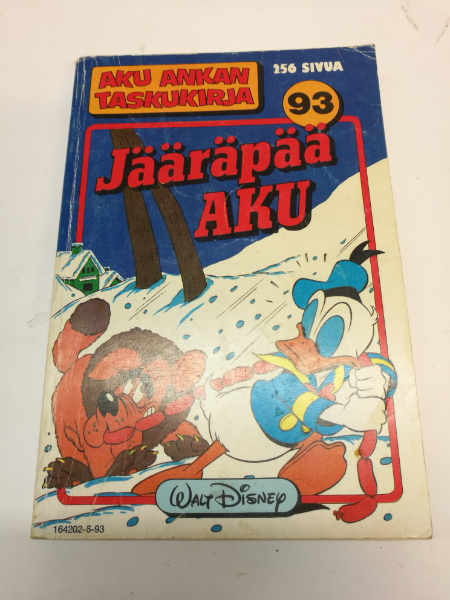 AKU ANKAN
TASKUKIRJA
256 SIVUA
93
Jääräpää
AKU
WALT DISNEY
164202-8-93